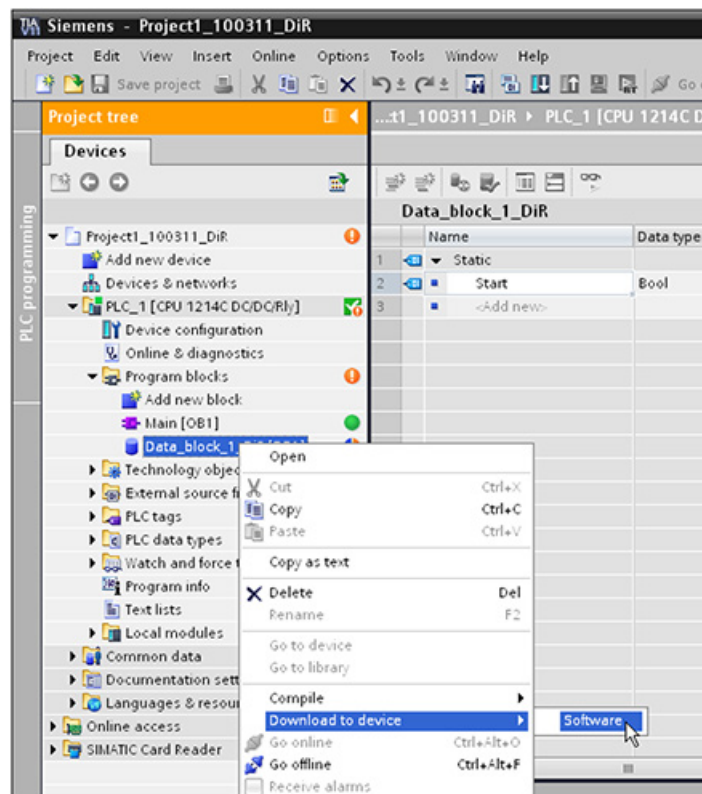 Siemens - Project1_100311_DiR
Project Edit View Insert Online Options Tools Window Help
Save project Go
Project tree
...t1_100311_DiR ▸ PLC_1 [CPU 1214C D
Devices
PLC programming
Data_block_1_DiR
Name Data type
1 Static
2 Start Bool
3 <Add new>
Project1_100311_DiR
Add new device
Devices & networks
PLC_1 [CPU 1214C DC/DC/Rly]
Device configuration
Online & diagnostics
Program blocks
Add new block
Main [OB1]
Data_block_1
Technology objec
External source f
PLC tags
PLC data types
Watch and force t
Program info
Text lists
Local modules
Common data
Documentation sett
Languages & resour
Online access
SIMATIC Card Reader
Open
Cut Ctrl+X
Copy Ctrl+C
Paste Ctrl+V
Copy as text
Delete Del
Rename F2
Go to device
Go to library
Compile
Download to device
Software
Go online Ctrl+Alt+O
Go offline Ctrl+Alt+F
Receive alarms